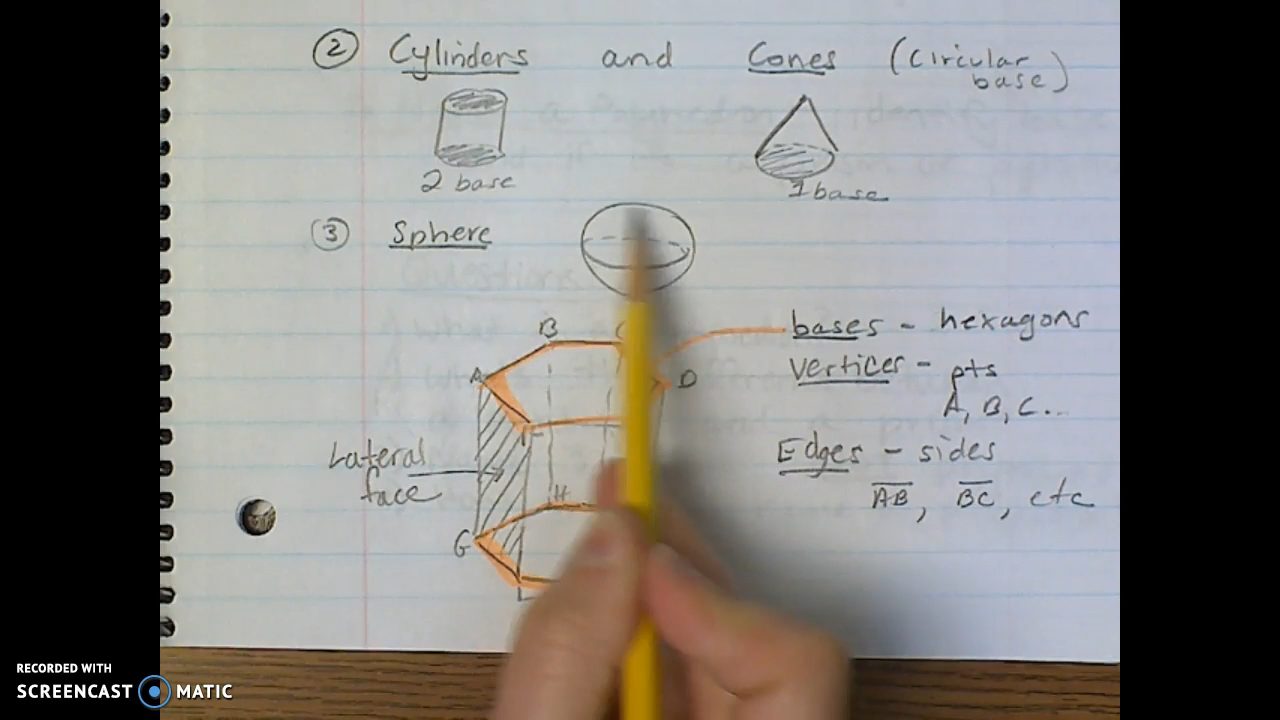 2 Cylinders and Cones (Circular
base)
2 base
1 base
3 Sphere
B C
A D
bases - hexagons
Vertices - pts
A, B, C...
Edges - sides
AB, BC, etc
Lateral
face
H
G
RECORDED WITH
SCREENCAST MATIC